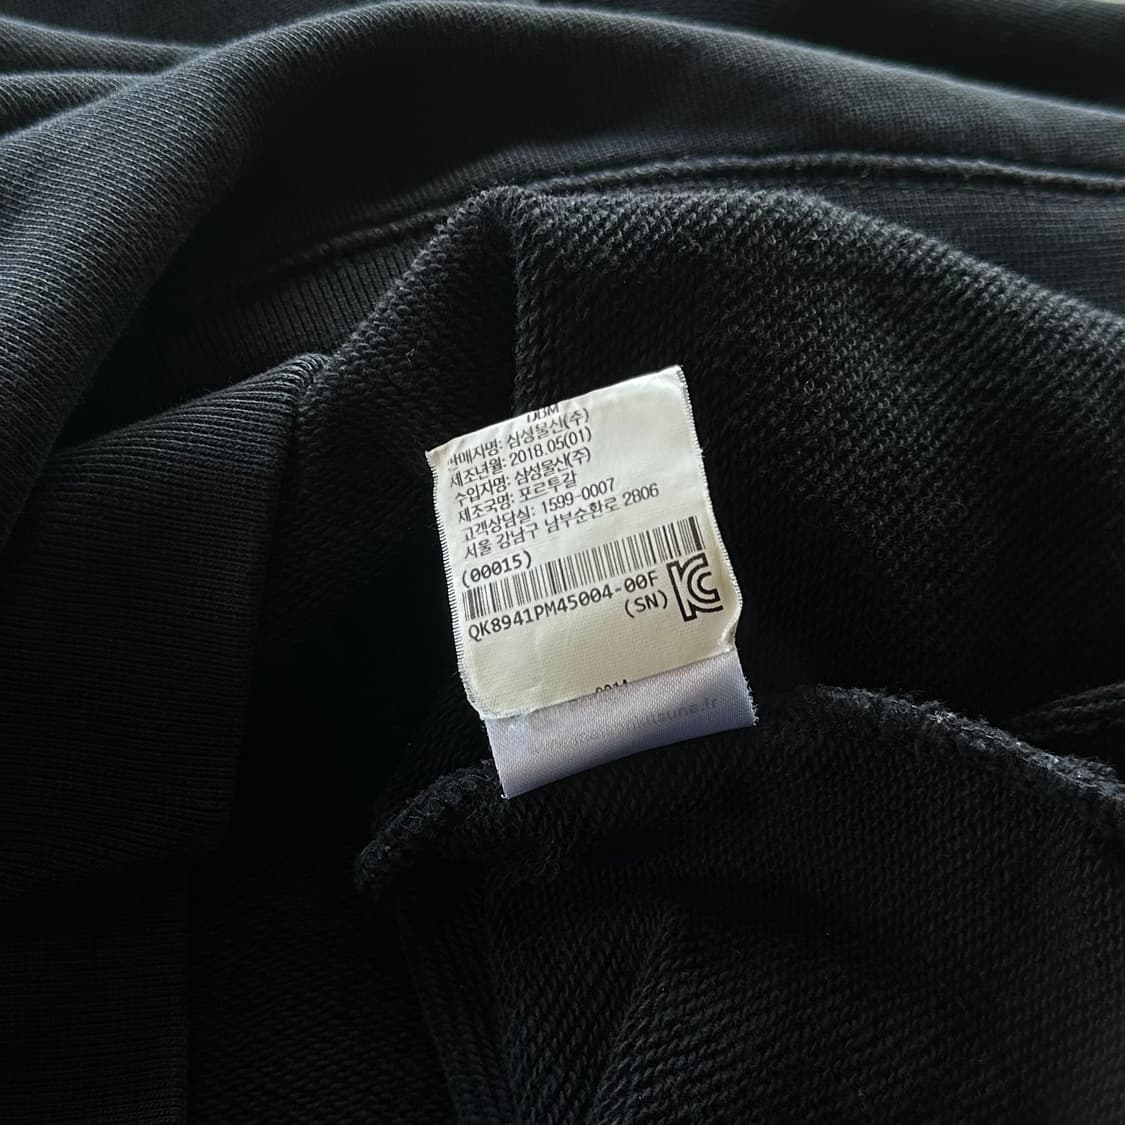 DBM
판매자명: 삼성물산(주)
제조년월: 2018.05(01)
수입자명: 삼성물산(주)
제조국명: 포르투갈
고객상담실: 1599-0007
서울 강남구 남부순환로 2806
(00015)
QK8941PM45004-00F
(SN)